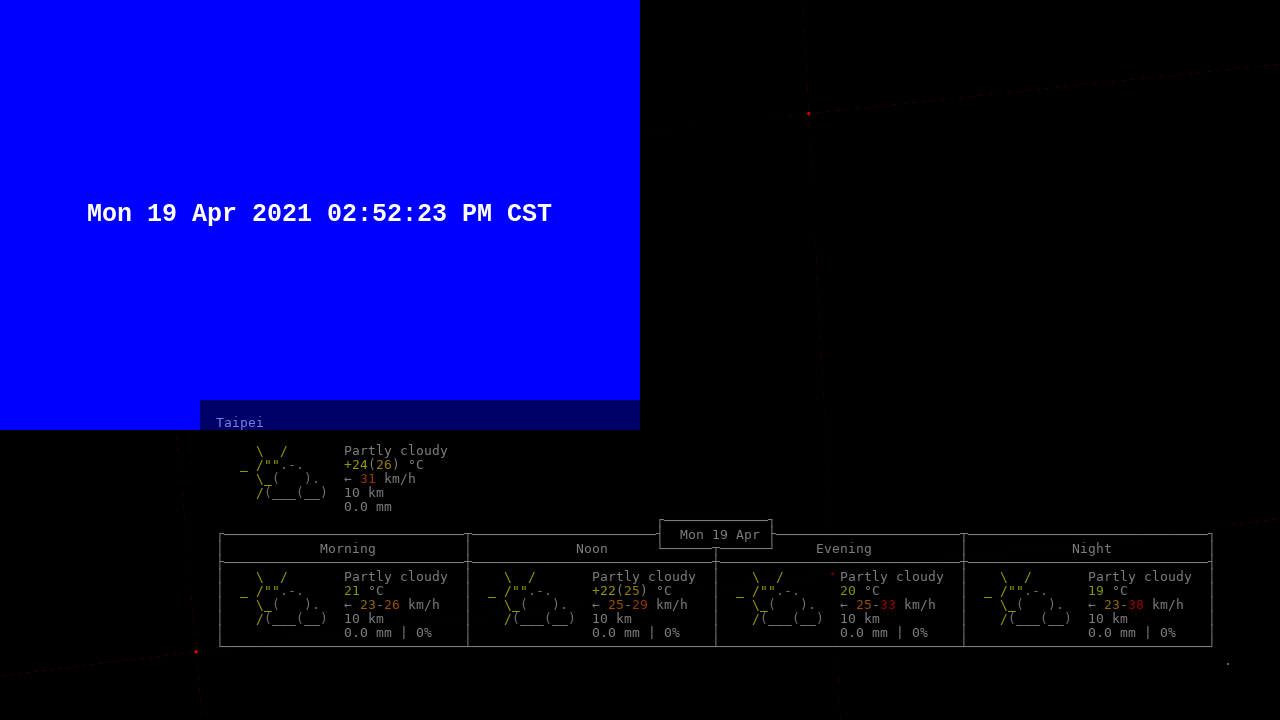 Mon 19 Apr 2021 02:52:23 PM CST
Taipei
Partly cloudy
+24(26) °C
← 31 km/h
10 km
0.0 mm
Mon 19 Apr
Morning Noon Evening Night
Partly cloudy Partly cloudy Partly cloudy Partly cloudy
21 °C +22(25) °C 20 °C 19 °C
← 23-26 km/h ← 25-29 km/h ← 25-33 km/h ← 23-38 km/h
10 km 10 km 10 km 10 km
0.0 mm | 0% 0.0 mm | 0% 0.0 mm | 0% 0.0 mm | 0%